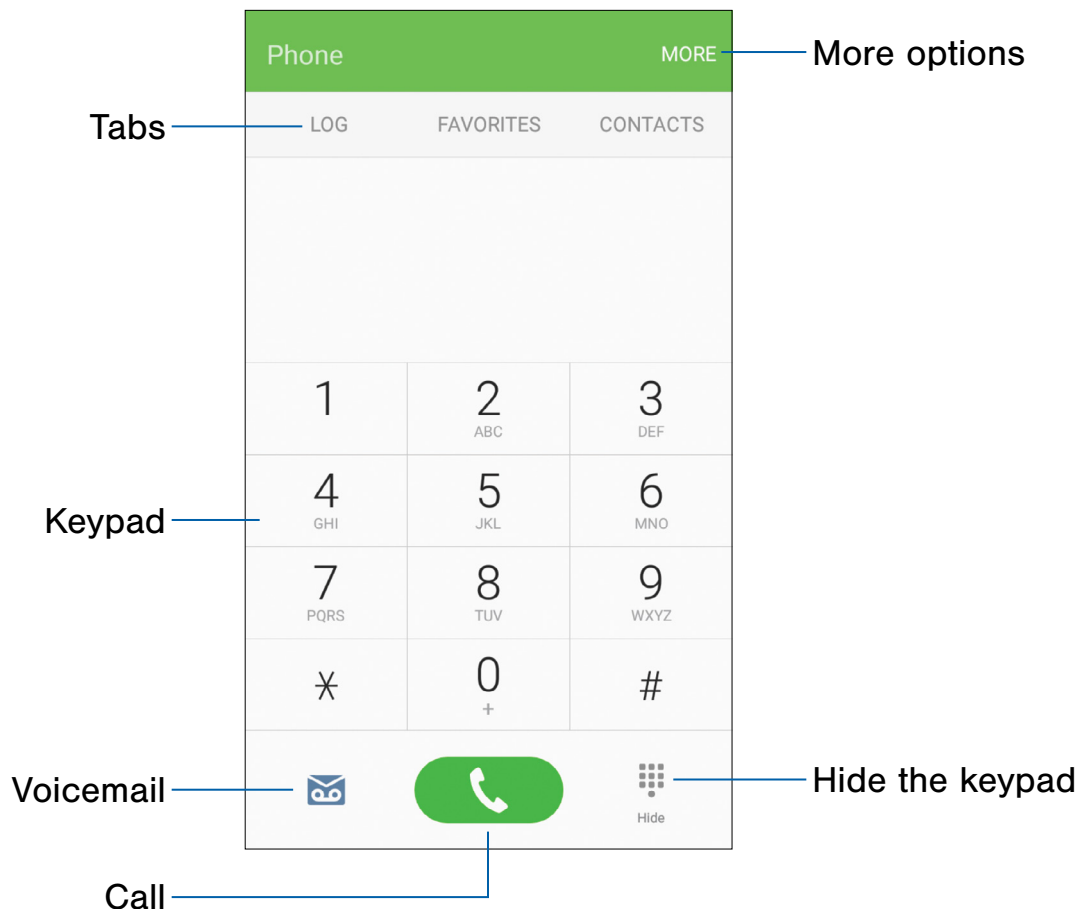 Phone MORE More options
Tabs LOG FAVORITES CONTACTS
1 2 3
ABC DEF
Keypad 4 5 6
GHI JKL MNO
7 8 9
PQRS TUV WXYZ
* 0 #
+
Voicemail Hide the keypad
Hide
Call